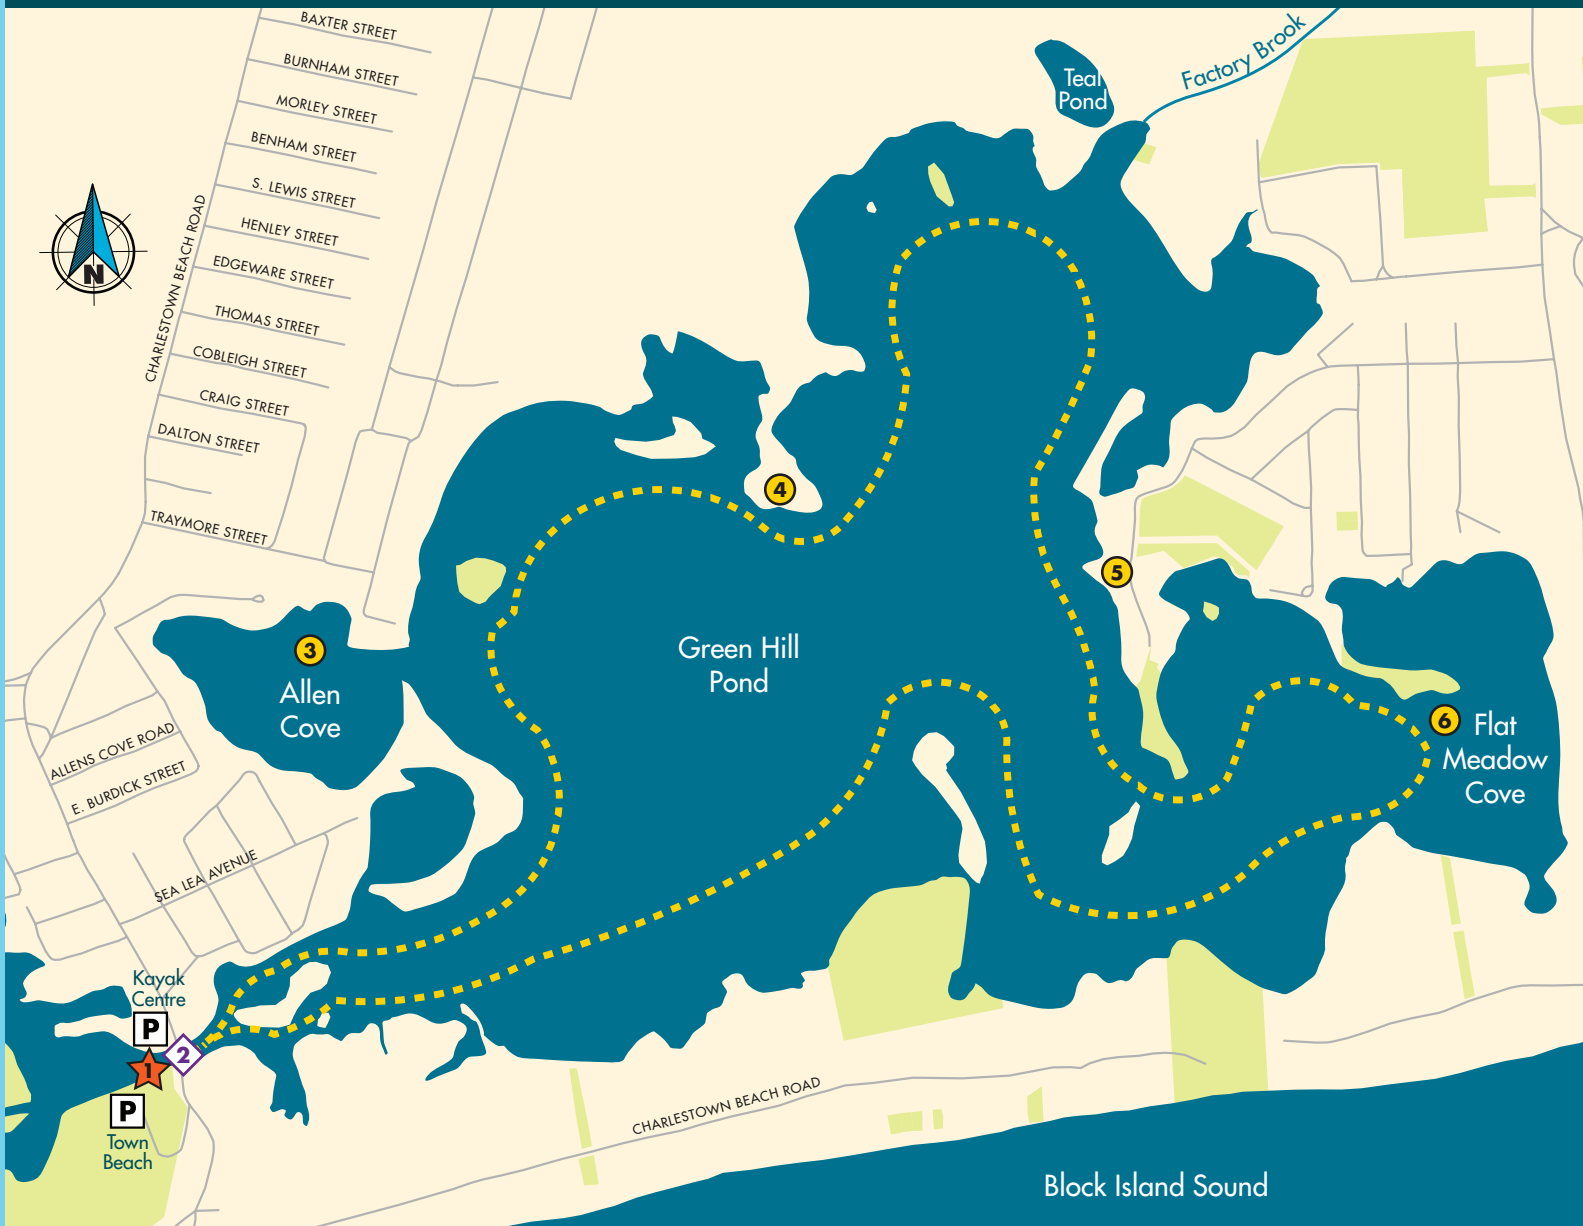 BAXTER STREET
BURNHAM STREET
MORLEY STREET
BENHAM STREET
S. LEWIS STREET
HENLEY STREET
EDGEWARE STREET
THOMAS STREET
COBLEIGH STREET
CRAIG STREET
DALTON STREET
TRAYMORE STREET
CHARLESTOWN BEACH ROAD
N
Teal
Pond
Factory Brook
4
5
3
Allen
Cove
Green Hill
Pond
6
Flat
Meadow
Cove
ALLENS COVE ROAD
E. BURDICK STREET
SEA LEA AVENUE
Kayak
Centre
P
2
1
P
Town
Beach
CHARLESTOWN BEACH ROAD
Block Island Sound